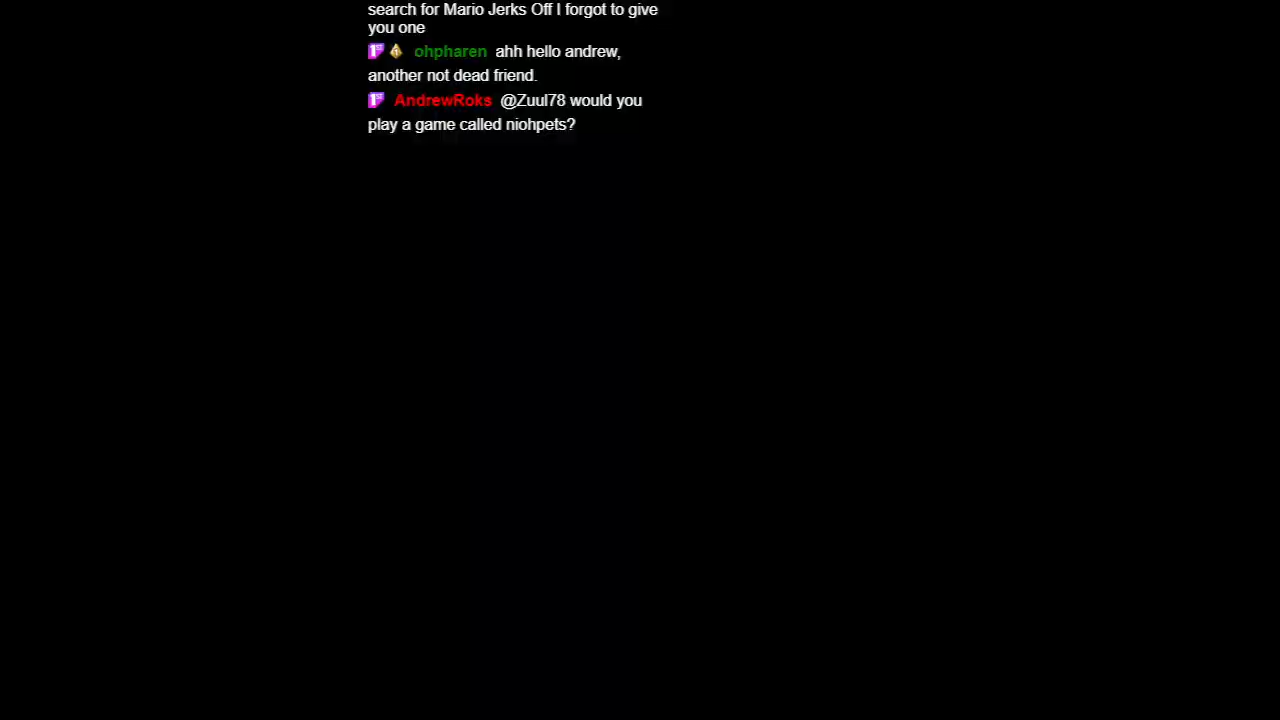 search for Mario Jerks Off I forgot to give
you one
ohpharen ahh hello andrew,
another not dead friend.
AndrewRoks @Zuul78 would you
play a game called niohpets?